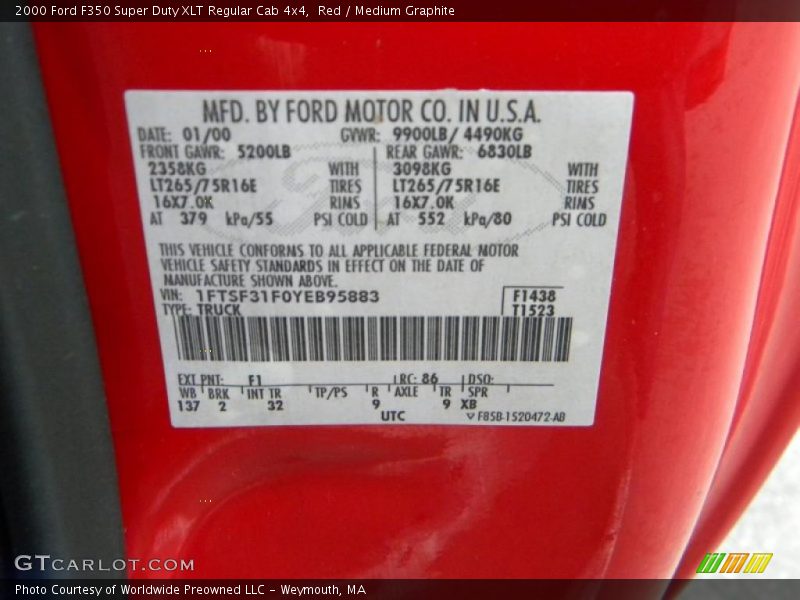 2000 Ford F350 Super Duty XLT Regular Cab 4x4,  Red / Medium Graphite
MFD. BY FORD MOTOR CO. IN U.S.A.
DATE: 01/00 GVWR: 9900LB/ 4490KG
FRONT GAWR: 5200LB REAR GAWR: 6830LB
2358KG WITH 3098KG WITH
LT265/75R16E TIRES LT265/75R16E TIRES
16X7.0K RIMS 16X7.0K RIMS
AT 379 kPa/55 PSI COLD AT 552 kPa/80 PSI COLD
THIS VEHICLE CONFORMS TO ALL APPLICABLE FEDERAL MOTOR
VEHICLE SAFETY STANDARDS IN EFFECT ON THE DATE OF
MANUFACTURE SHOWN ABOVE.
VIN: 1FTSF31F0YEB95883 F1438
TYPE: TRUCK T1523
EXT PNT: F1 RC: 86 DSO:
WB BRK INT TR TP/PS R AXLE TR SPR
137 2 32 9 9 XB
UTC F85B-1520472-AB
GTCARLOT.COM
Photo Courtesy of Worldwide Preowned LLC - Weymouth, MA